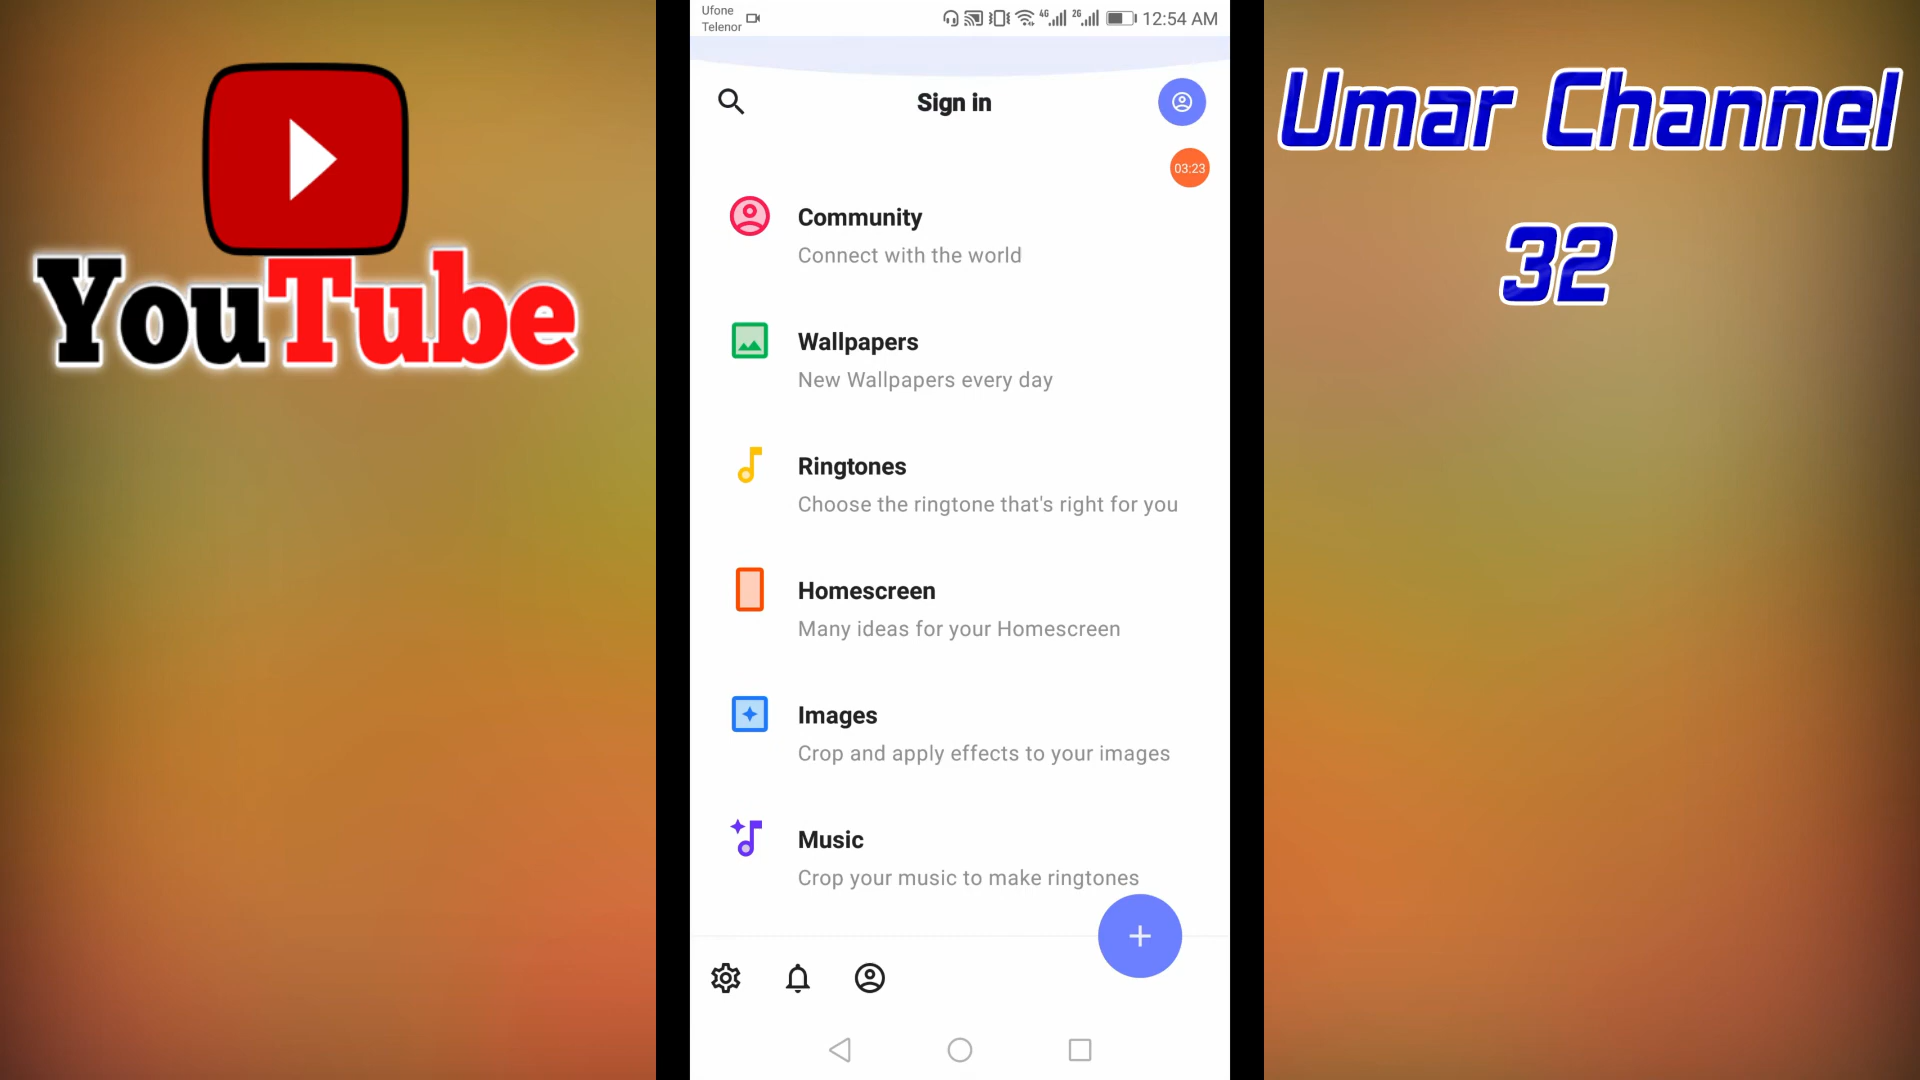 YouTube
Ufone
Telenor
4G
2G
12:54 AM
Sign in
03:23
Community
Connect with the world
Wallpapers
New Wallpapers every day
Ringtones
Choose the ringtone that's right for you
Homescreen
Many ideas for your Homescreen
Images
Crop and apply effects to your images
Music
Crop your music to make ringtones
Umar Channel
32